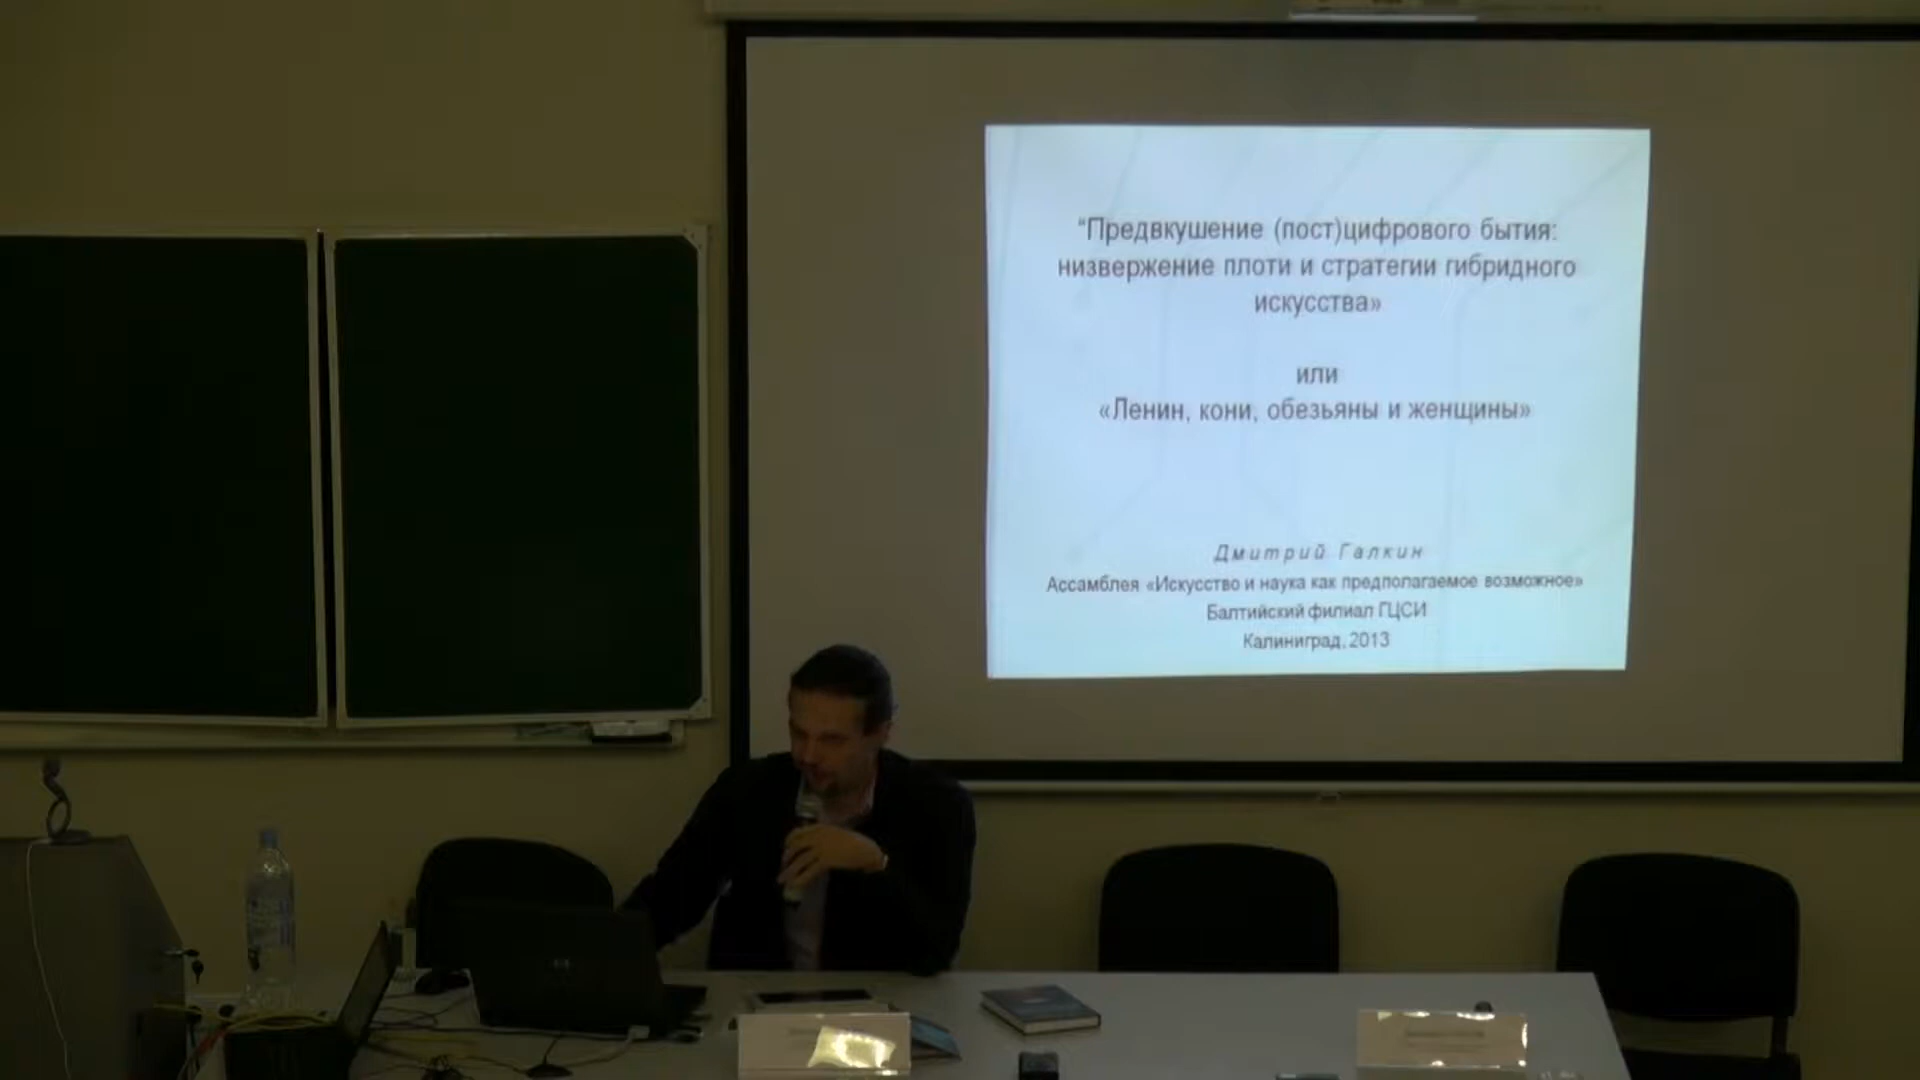 "Предвкушение (пост)цифрового бытия:
низвержение плоти и стратегии гибридного
искусства»
или
«Ленин, кони, обезьяны и женщины»
Дмитрий Галкин
Ассамблея «Искусство и наука как предполагаемое возможное»
Балтийский филиал ГЦСИ
Калиниград, 2013